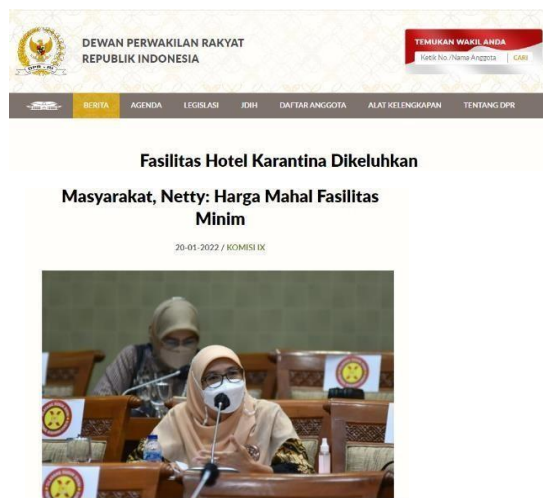 DEWAN PERWAKILAN RAKYAT
REPUBLIK INDONESIA
TEMUKAN WAKIL ANDA
Ketik No./Nama Anggota CARI
BERITA AGENDA LEGISLASI JDIH DAFTAR ANGGOTA ALAT KELENGKAPAN TENTANG DPR
Fasilitas Hotel Karantina Dikeluhkan
Masyarakat, Netty: Harga Mahal Fasilitas
Minim
20-01-2022 / KOMISI IX